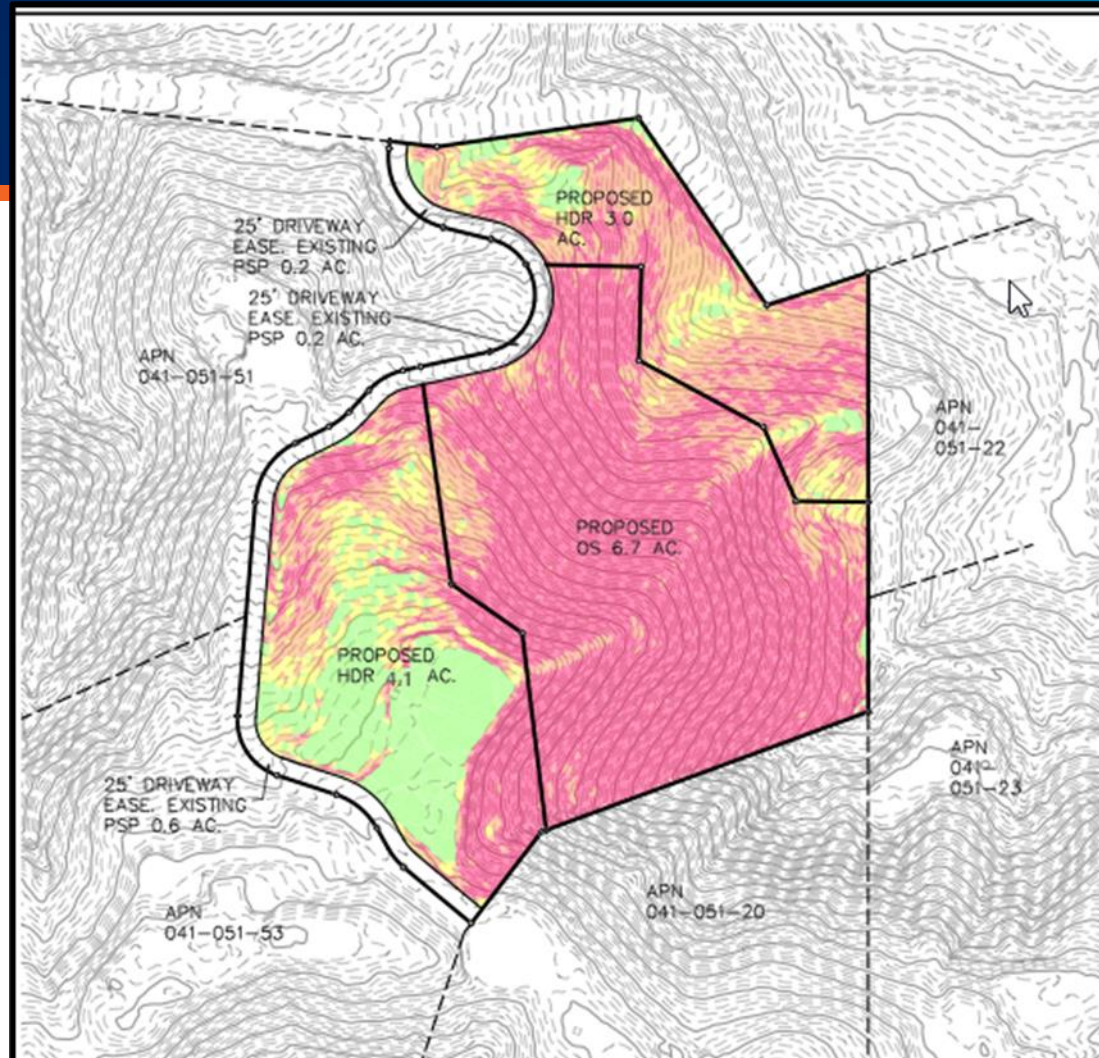 PROPOSED
HDR 3.0
AC.
25' DRIVEWAY
EASE. EXISTING
PSP 0.2 AC.
25' DRIVEWAY
EASE. EXISTING
PSP 0.2 AC.
APN
041-051-51
APN
041-
051-22
PROPOSED
OS 6.7 AC.
PROPOSED
HDR 4.1 AC.
APN
041-
051-23
25' DRIVEWAY
EASE. EXISTING
PSP 0.6 AC.
APN
041-051-20
APN
041-051-53